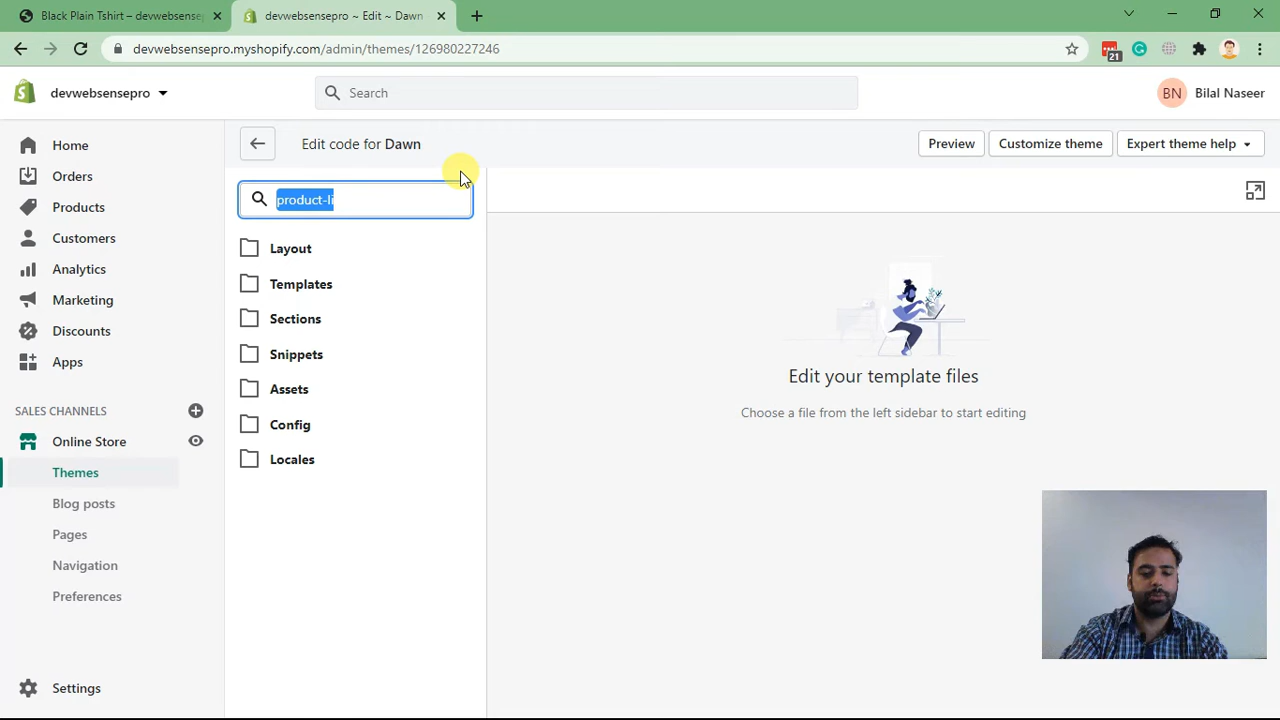 Black Plain Tshirt – devwebsensepro
devwebsensepro ~ Edit ~ Dawn
devwebsensepro.myshopify.com/admin/themes/126980227246
21
devwebsensepro
Search
BN
Bilal Naseer
Home
Orders
Products
Customers
Analytics
Marketing
Discounts
Apps
SALES CHANNELS
Online Store
Themes
Blog posts
Pages
Navigation
Preferences
Settings
Edit code for Dawn
Preview
Customize theme
Expert theme help
product-li
Layout
Templates
Sections
Snippets
Assets
Config
Locales
Edit your template files
Choose a file from the left sidebar to start editing